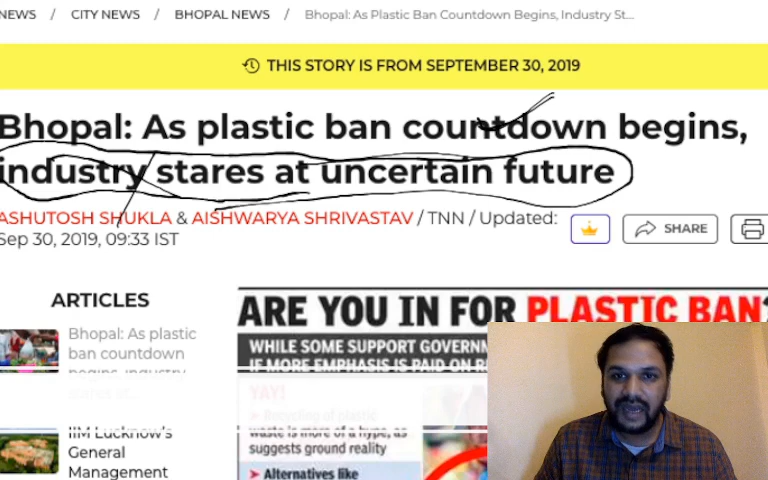 NEWS / CITY NEWS / BHOPAL NEWS / Bhopal: As Plastic Ban Countdown Begins, Industry St...
THIS STORY IS FROM SEPTEMBER 30, 2019
Bhopal: As plastic ban countdown begins,
industry stares at uncertain future
ASHUTOSH SHUKLA & AISHWARYA SHRIVASTAV / TNN / Updated:
Sep 30, 2019, 09:33 IST
SHARE
ARTICLES
Bhopal: As plastic
ban countdown
begins, industry
stares at...
IIM Lucknow's
General
Management
ARE YOU IN FOR PLASTIC BAN?
WHILE SOME SUPPORT GOVERNM
IF MORE EMPHASIS IS PAID ON
YAY!
➤ Recycling of plastic
waste is more of a hype, as
suggests ground reality
➤ Alternatives like